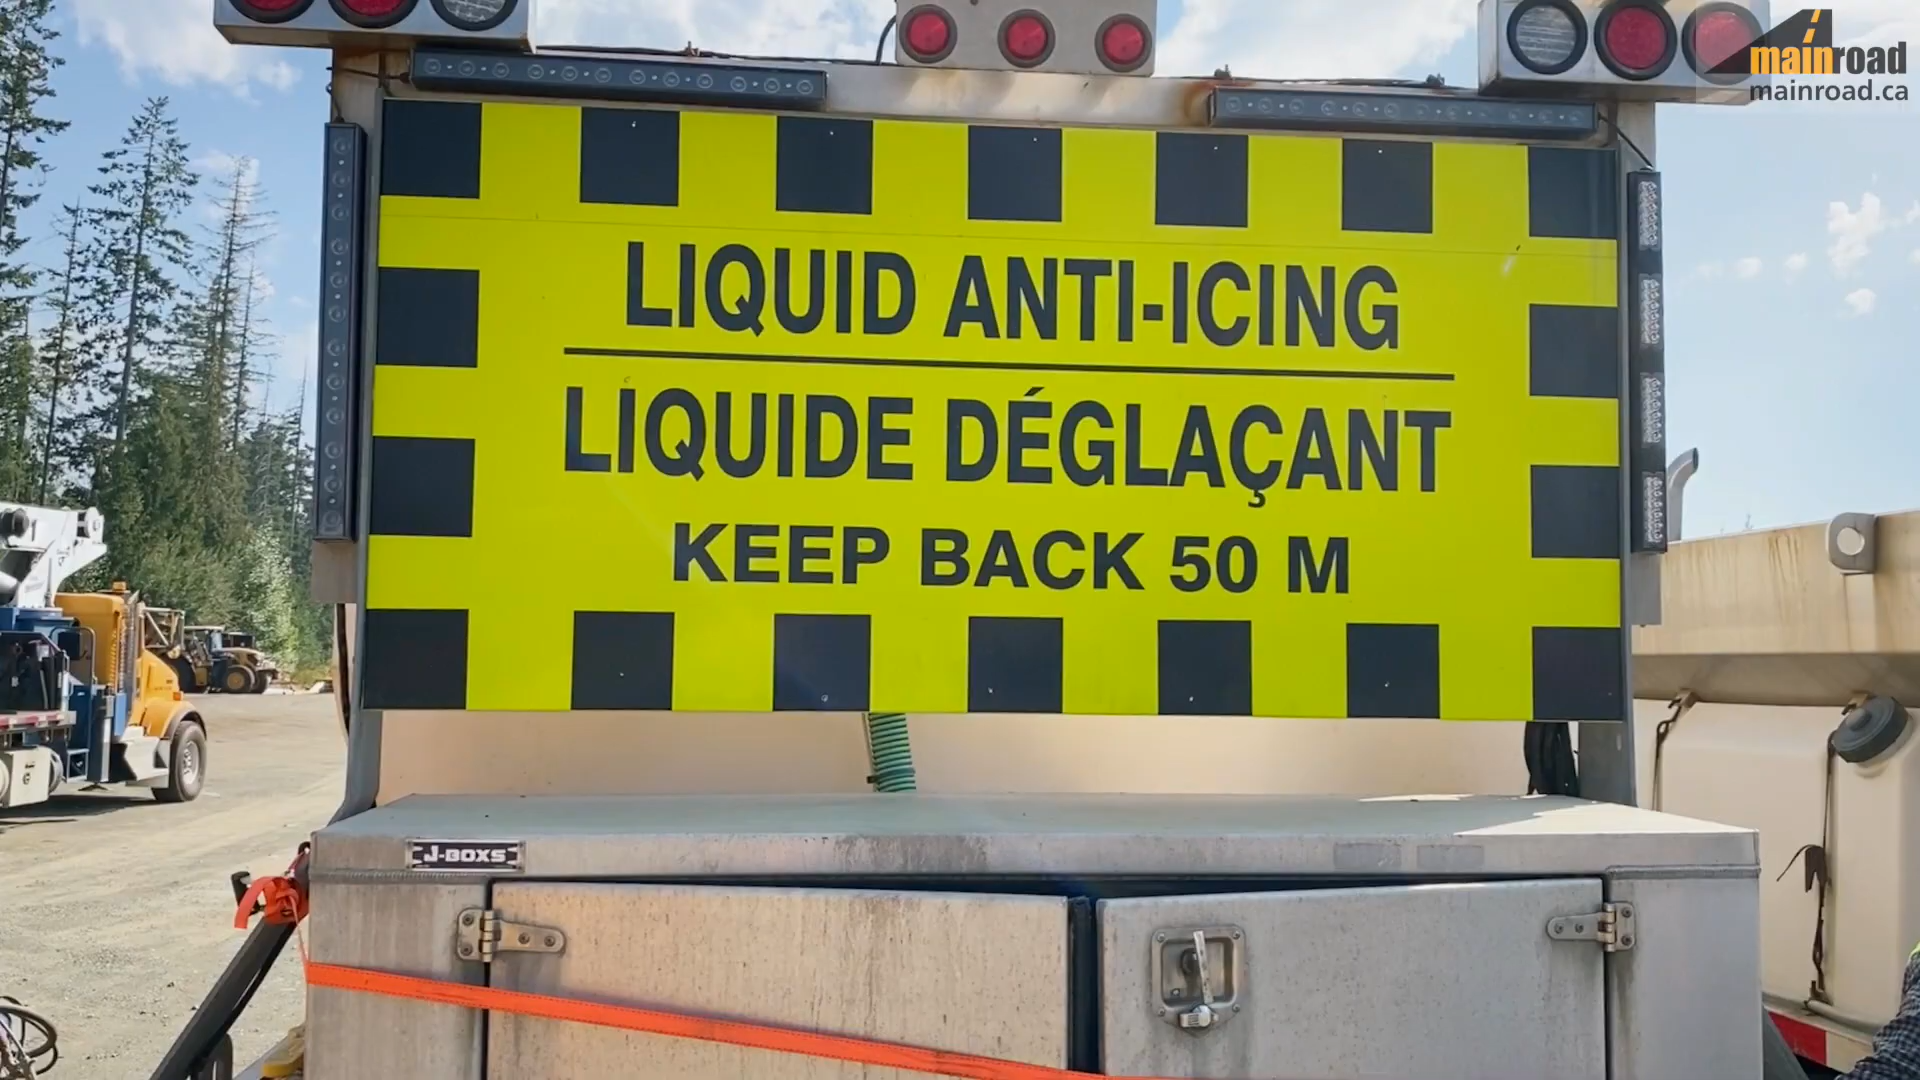 mainroad
mainroad.ca
LIQUID ANTI-ICING
LIQUIDE DÉGLAÇANT
KEEP BACK 50 M
J-BOXS